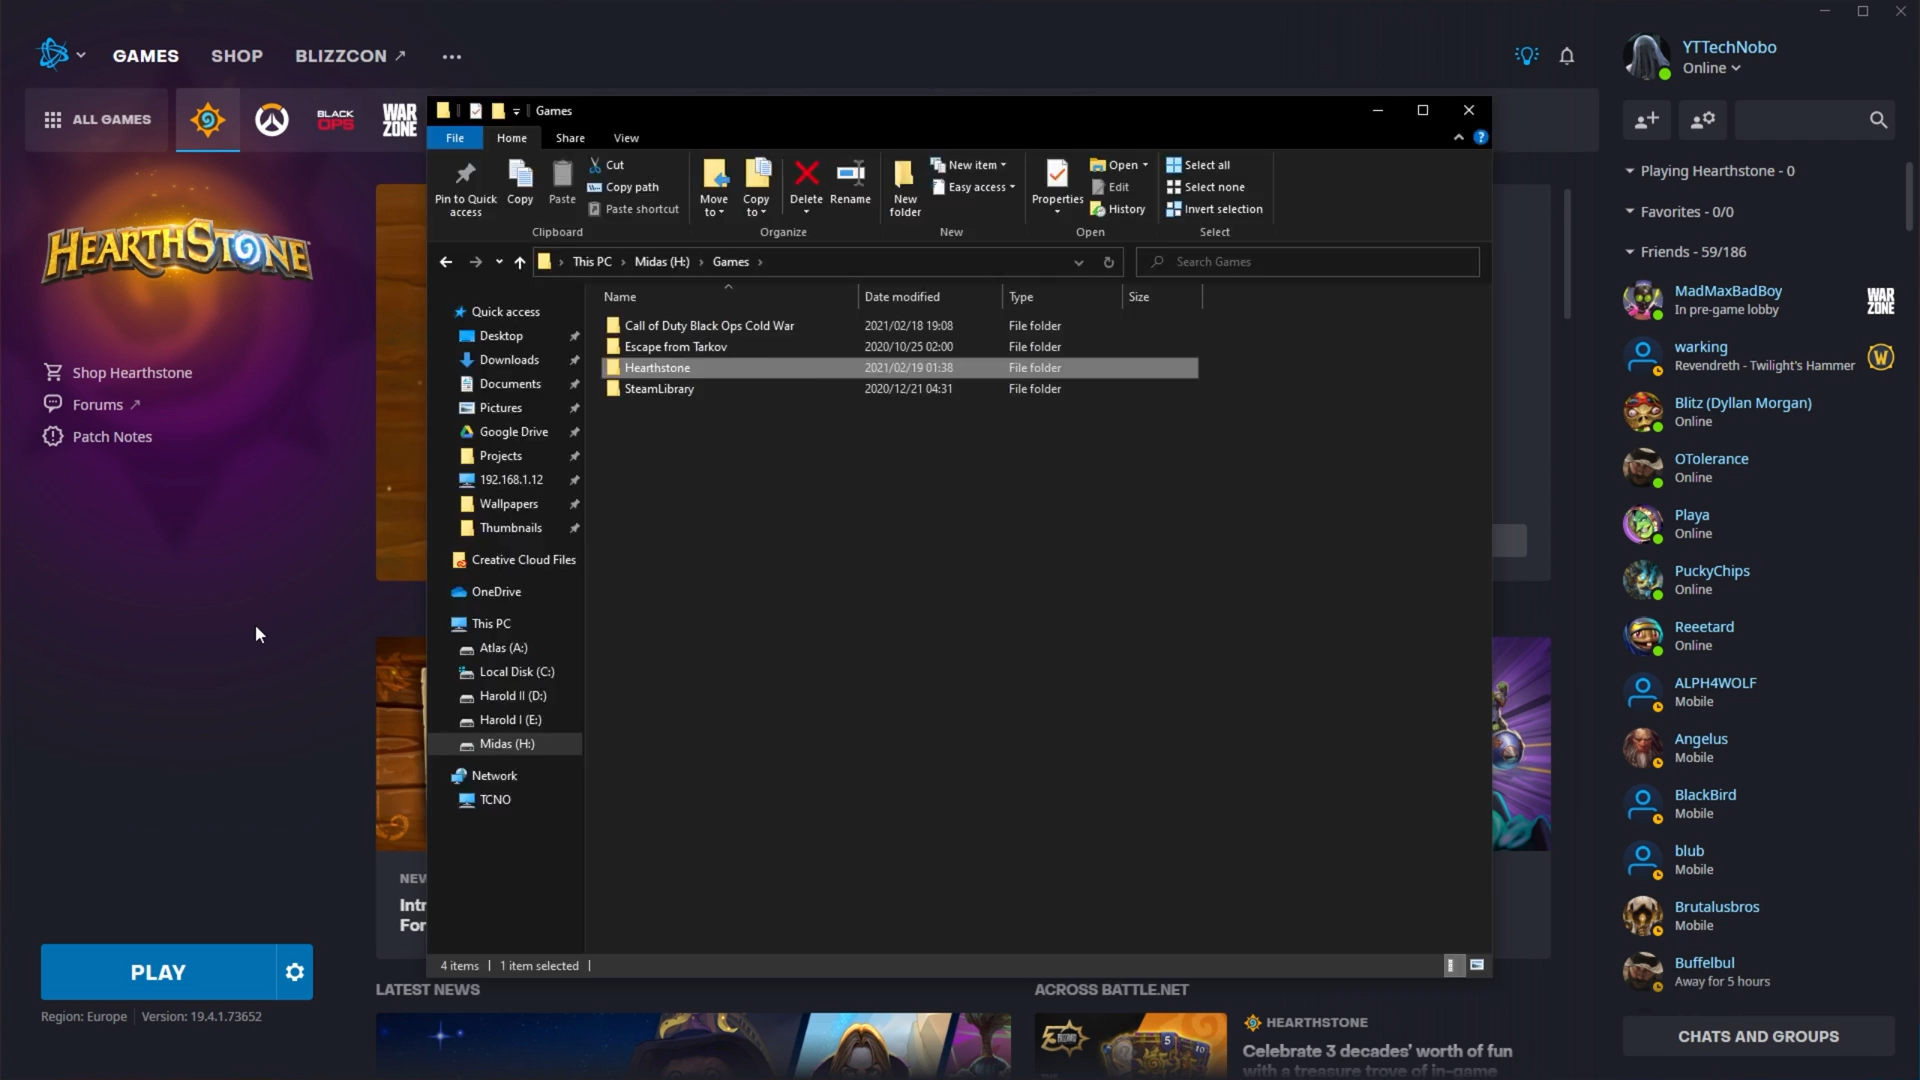 GAMES
SHOP
BLIZZCON
YTTechNobo
Online
ALL GAMES
BLACK OPS
WAR ZONE
Games
File
Home
Share
View
Pin to Quick access
Copy
Paste
Cut
Copy path
Paste shortcut
Clipboard
Move to
Copy to
Delete
Rename
Organize
New folder
New item
Easy access
New
Properties
Open
Edit
History
Open
Select all
Select none
Invert selection
Select
This PC
Midas (H:)
Games
Search Games
Name
Date modified
Type
Size
Call of Duty Black Ops Cold War 2021/02/18 19:08 File folder
Escape from Tarkov 2020/10/25 02:00 File folder
Hearthstone 2021/02/19 01:38 File folder
SteamLibrary 2020/12/21 04:31 File folder
Quick access
Desktop
Downloads
Documents
Pictures
Google Drive
Projects
192.168.1.12
Wallpapers
Thumbnails
Creative Cloud Files
OneDrive
This PC
Atlas (A:)
Local Disk (C:)
Harold II (D:)
Harold I (E:)
Midas (H:)
Network
TCNO
4 items
1 item selected
HEARTHSTONE
Shop Hearthstone
Forums
Patch Notes
PLAY
Region: Europe
Version: 19.4.1.73652
LATEST NEWS
ACROSS BATTLE.NET
HEARTHSTONE
Celebrate 3 decades' worth of fun
with a treasure trove of in-game
Playing Hearthstone - 0
Favorites - 0/0
Friends - 59/186
MadMaxBadBoy
In pre-game lobby
WAR ZONE
warking
Revendreth - Twilight's Hammer
Blitz (Dyllan Morgan)
Online
OTolerance
Online
Playa
Online
PuckyChips
Online
Reeetard
Online
ALPH4WOLF
Mobile
Angelus
Mobile
BlackBird
Mobile
blub
Mobile
Brutalusbros
Mobile
Buffelbul
Away for 5 hours
CHATS AND GROUPS